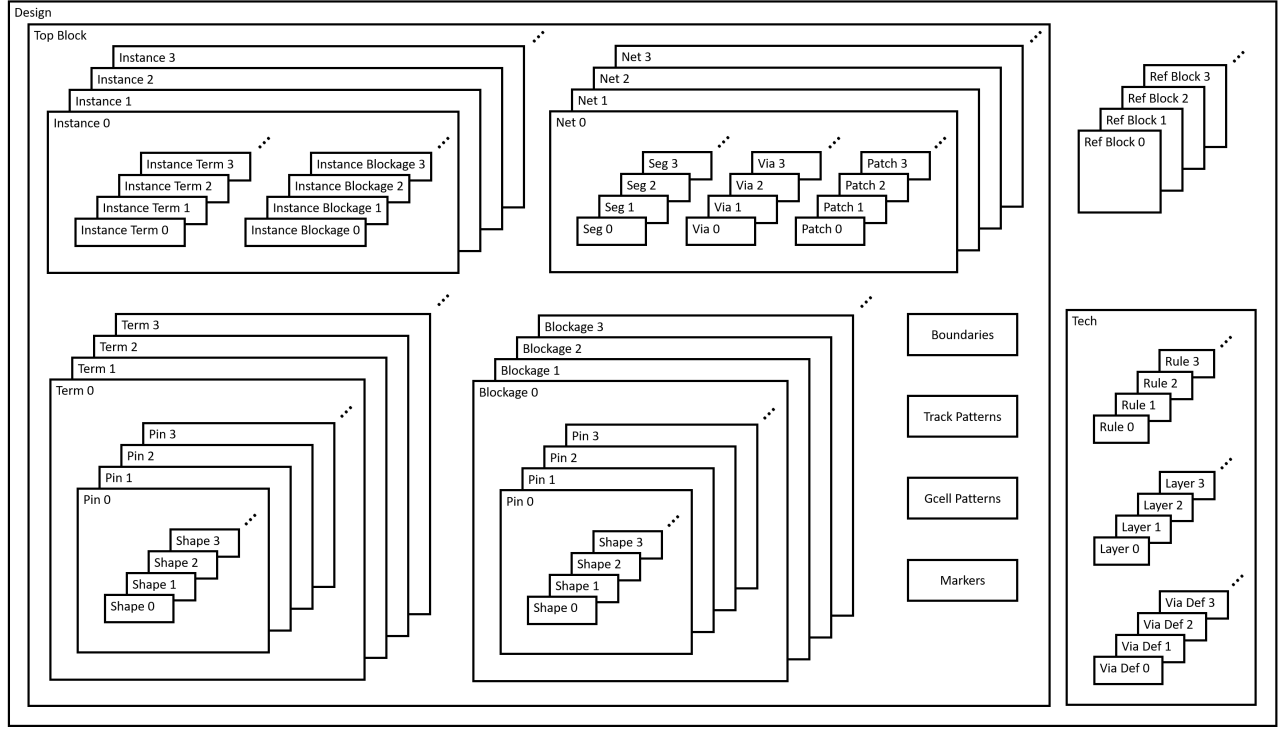 Design
Top Block
Instance 3
Instance 2
Instance 1
Instance 0
Instance Term 3
Instance Term 2
Instance Term 1
Instance Term 0
Instance Blockage 3
Instance Blockage 2
Instance Blockage 1
Instance Blockage 0
Net 3
Net 2
Net 1
Net 0
Seg 3
Seg 2
Seg 1
Seg 0
Via 3
Via 2
Via 1
Via 0
Patch 3
Patch 2
Patch 1
Patch 0
Term 3
Term 2
Term 1
Term 0
Pin 3
Pin 2
Pin 1
Pin 0
Shape 3
Shape 2
Shape 1
Shape 0
Blockage 3
Blockage 2
Blockage 1
Blockage 0
Pin 3
Pin 2
Pin 1
Pin 0
Shape 3
Shape 2
Shape 1
Shape 0
Boundaries
Track Patterns
Gcell Patterns
Markers
Ref Block 3
Ref Block 2
Ref Block 1
Ref Block 0
Tech
Rule 3
Rule 2
Rule 1
Rule 0
Layer 3
Layer 2
Layer 1
Layer 0
Via Def 3
Via Def 2
Via Def 1
Via Def 0